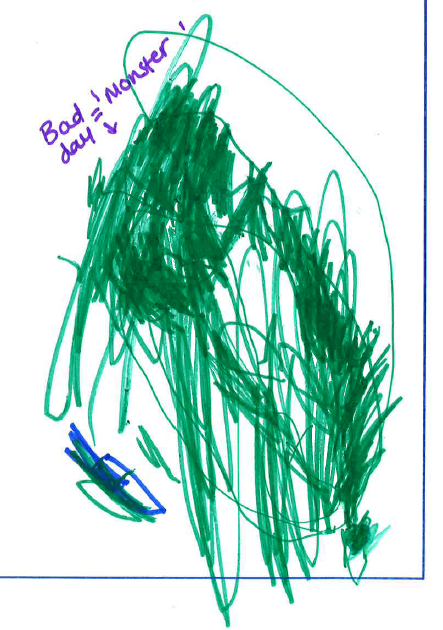 Bad = 'Monster'
day ↓